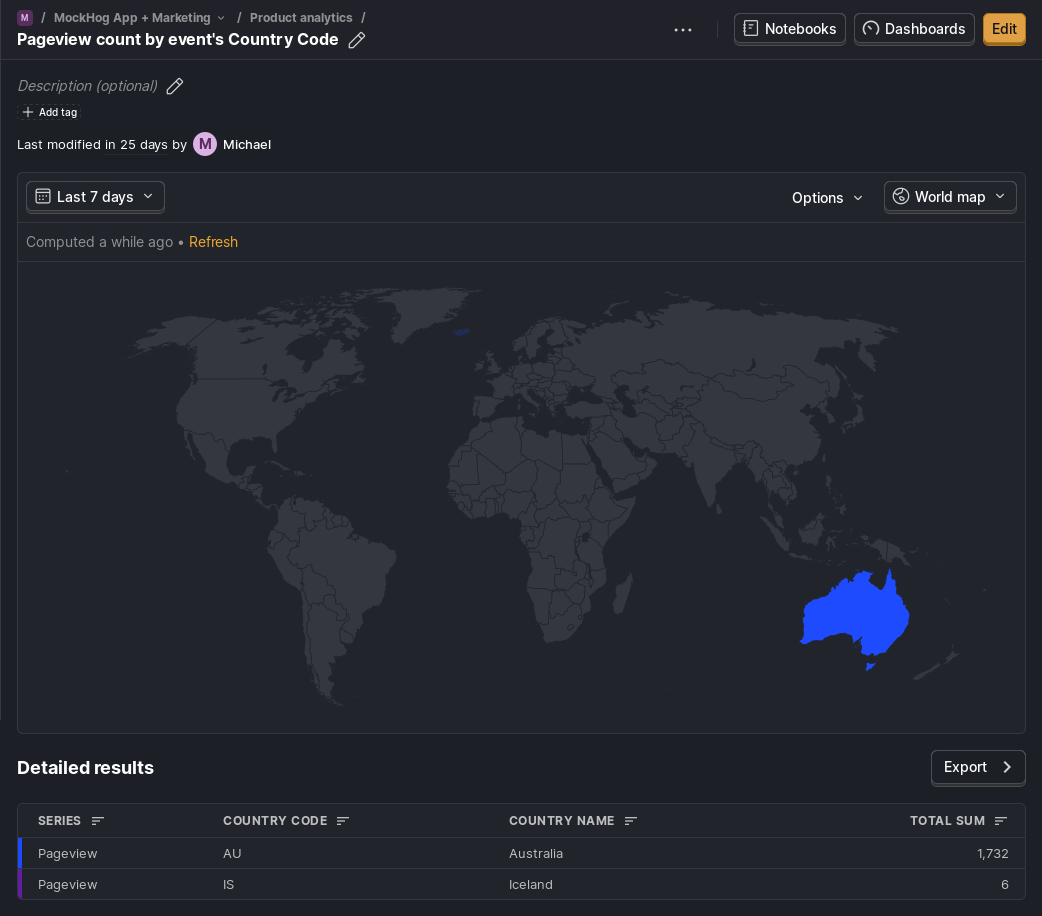 M / MockHog App + Marketing / Product analytics /
Pageview count by event's Country Code
Notebooks Dashboards Edit
Description (optional)
Add tag
Last modified in 25 days by M Michael
Last 7 days Options World map
Computed a while ago • Refresh
Detailed results
Export
SERIES COUNTRY CODE COUNTRY NAME TOTAL SUM
Pageview AU Australia 1,732
Pageview IS Iceland 6